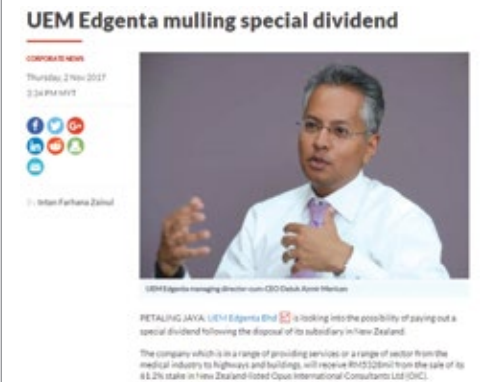 UEM Edgenta mulling special dividend
CORPORATE NEWS
Thursday, 2 Nov 2017
2:34 PM MYT
By Intan Farhana Zainul
UEM Edgenta managing director cum CEO Datuk Azmir Merican
PETALING JAYA: UEM Edgenta Bhd is looking into the possibility of paying out a
special dividend following the disposal of its subsidiary in New Zealand.
The company which is in a range of providing services or a range of sector from the
medical industry to highways and buildings, will receive from the sale of its
61.2% stake in New Zealand-listed Opus International Consultants Ltd (OIC).